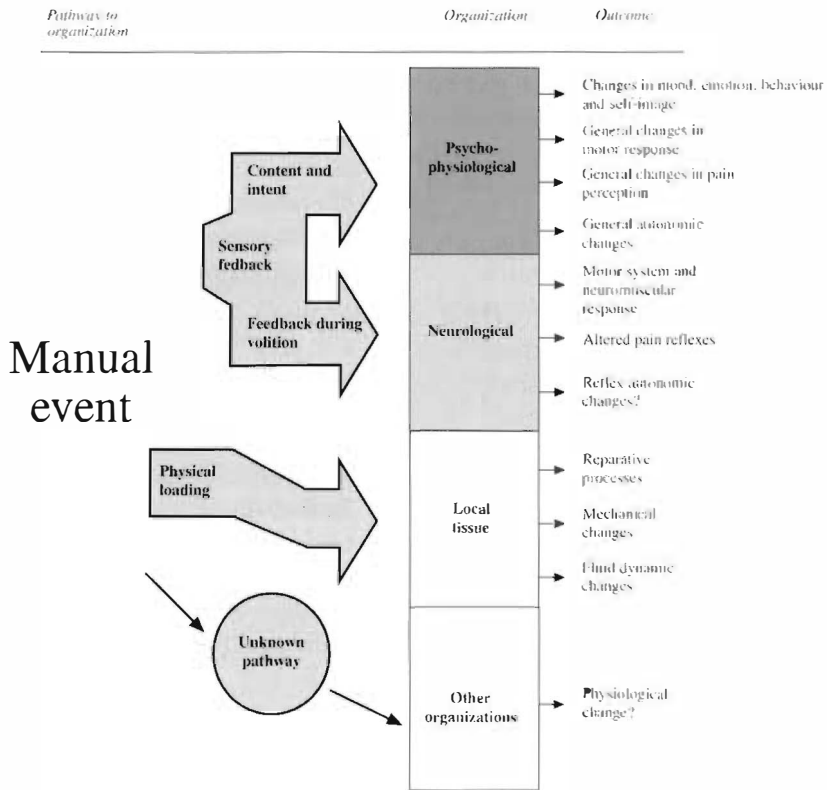 Pathway to
organization
Organization
Outcome
Changes in mood, emotion, behaviour
and self-image
General changes in
motor response
Psycho-
physiological
Content and
intent
General changes in pain
perception
General autonomic
changes
Sensory
fedback
Motor system and
neuromuscular
response
Feedback during
volition
Neurological
Altered pain reflexes
Manual
event
Reflex autonomic
changes?
Physical
loading
Reparative
processes
Local
tissue
Mechanical
changes
Fluid dynamic
changes
Unknown
pathway
Other
organizations
Physiological
change?